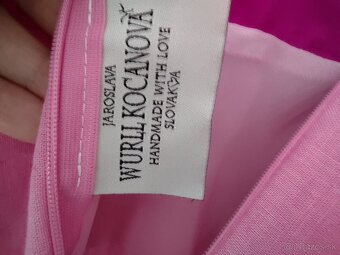 JAROSLAVA
WURLL KOCANOVÁ
HANDMADE WITH LOVE
SLOVAKIA